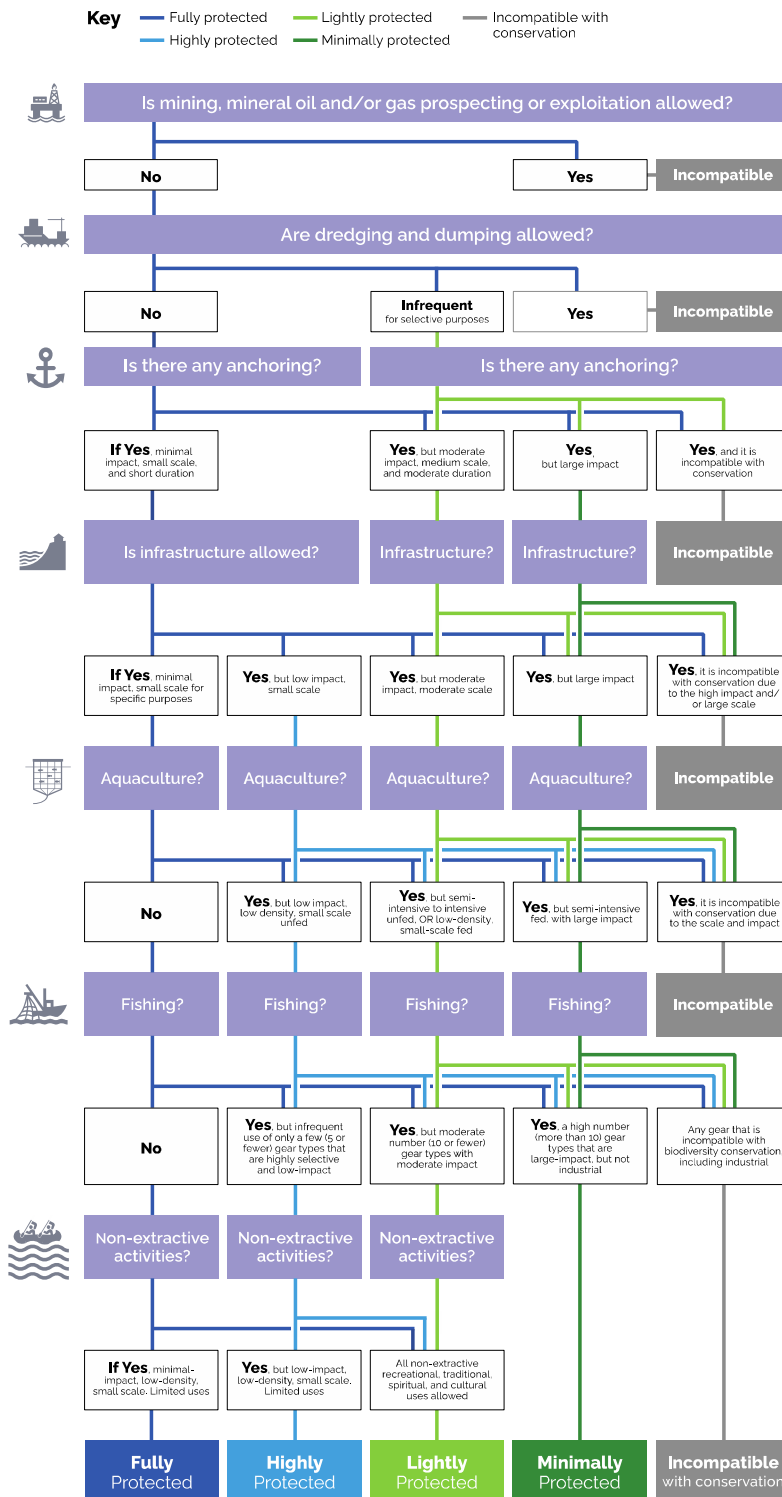 Key
Fully protected
Highly protected
Lightly protected
Minimally protected
Incompatible with
conservation
Is mining, mineral oil and/or gas prospecting or exploitation allowed?
No
Yes
Incompatible
Are dredging and dumping allowed?
No
Infrequent
for selective purposes
Yes
Incompatible
Is there any anchoring?
Is there any anchoring?
If Yes, minimal
impact, small scale,
and short duration
Yes, but moderate
impact, medium scale,
and moderate duration
Yes,
but large impact
Yes, and it is
incompatible with
conservation
Is infrastructure allowed?
Infrastructure?
Infrastructure?
Incompatible
If Yes, minimal
impact, small scale for
specific purposes
Yes, but low impact,
small scale
Yes, but moderate
impact, moderate scale
Yes, but large impact
Yes, it is incompatible
with conservation due
to the high impact and/
or large scale
Aquaculture?
Aquaculture?
Aquaculture?
Aquaculture?
Incompatible
No
Yes, but low impact,
low density, small scale
unfed
Yes, but semi-
intensive to intensive
unfed, OR low-density,
small-scale fed
Yes, but semi-intensive
fed, with large impact
Yes, it is incompatible
with conservation due
to the scale and impact
Fishing?
Fishing?
Fishing?
Fishing?
Incompatible
No
Yes, but infrequent
use of only a few (5 or
fewer) gear types that
are highly selective
and low-impact
Yes, but moderate
number (10 or fewer)
gear types with
moderate impact
Yes, a high number
(more than 10) gear
types that are
large-impact, but not
industrial
Any gear that is
incompatible with
biodiversity conservation
including industrial
Non-extractive
activities?
Non-extractive
activities?
Non-extractive
activities?
If Yes, minimal-
impact, low-density,
small scale. Limited uses
Yes, but low-impact,
low-density, small scale.
Limited uses
All non-extractive
recreational, traditional,
spiritual, and cultural
uses allowed
Fully
Protected
Highly
Protected
Lightly
Protected
Minimally
Protected
Incompatible
with conservation